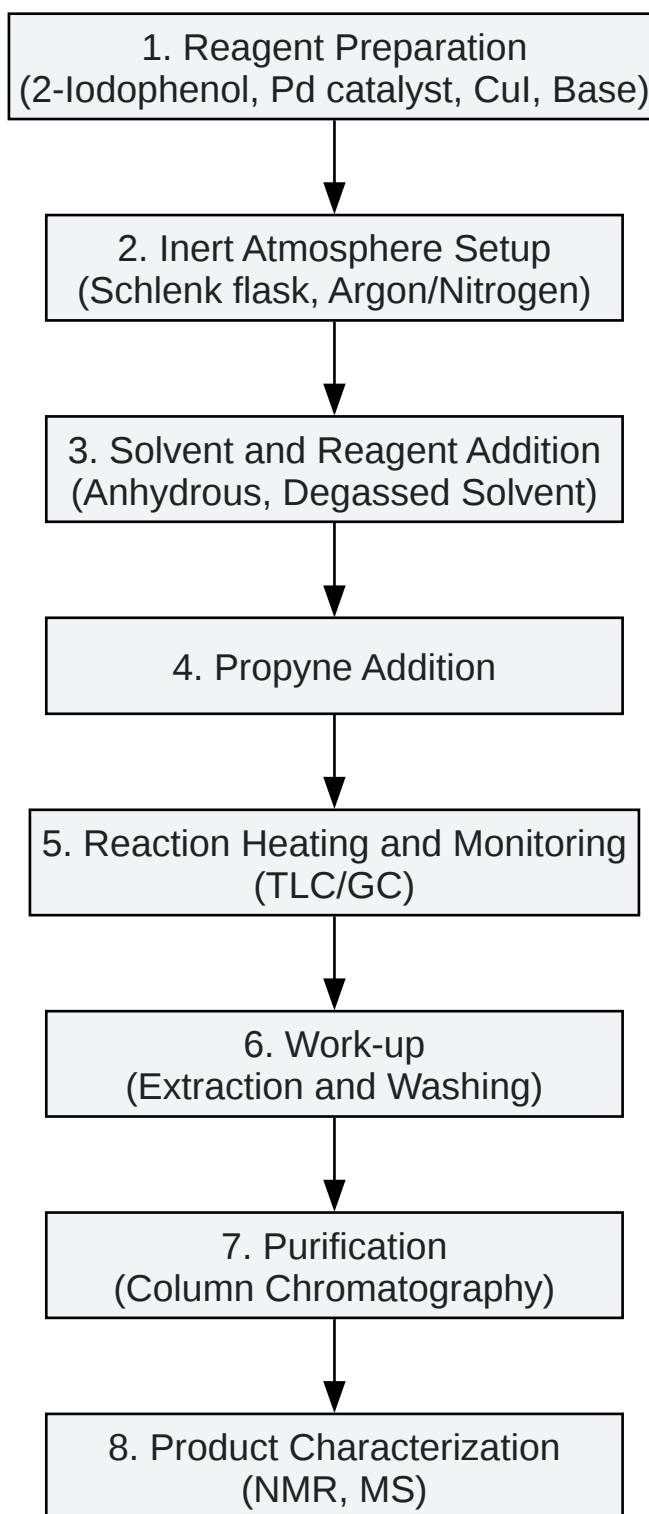 1. Reagent Preparation
(2-Iodophenol, Pd catalyst, CuI, Base)
2. Inert Atmosphere Setup
(Schlenk flask, Argon/Nitrogen)
3. Solvent and Reagent Addition
(Anhydrous, Degassed Solvent)
4. Propyne Addition
5. Reaction Heating and Monitoring
(TLC/GC)
6. Work-up
(Extraction and Washing)
7. Purification
(Column Chromatography)
8. Product Characterization
(NMR, MS)